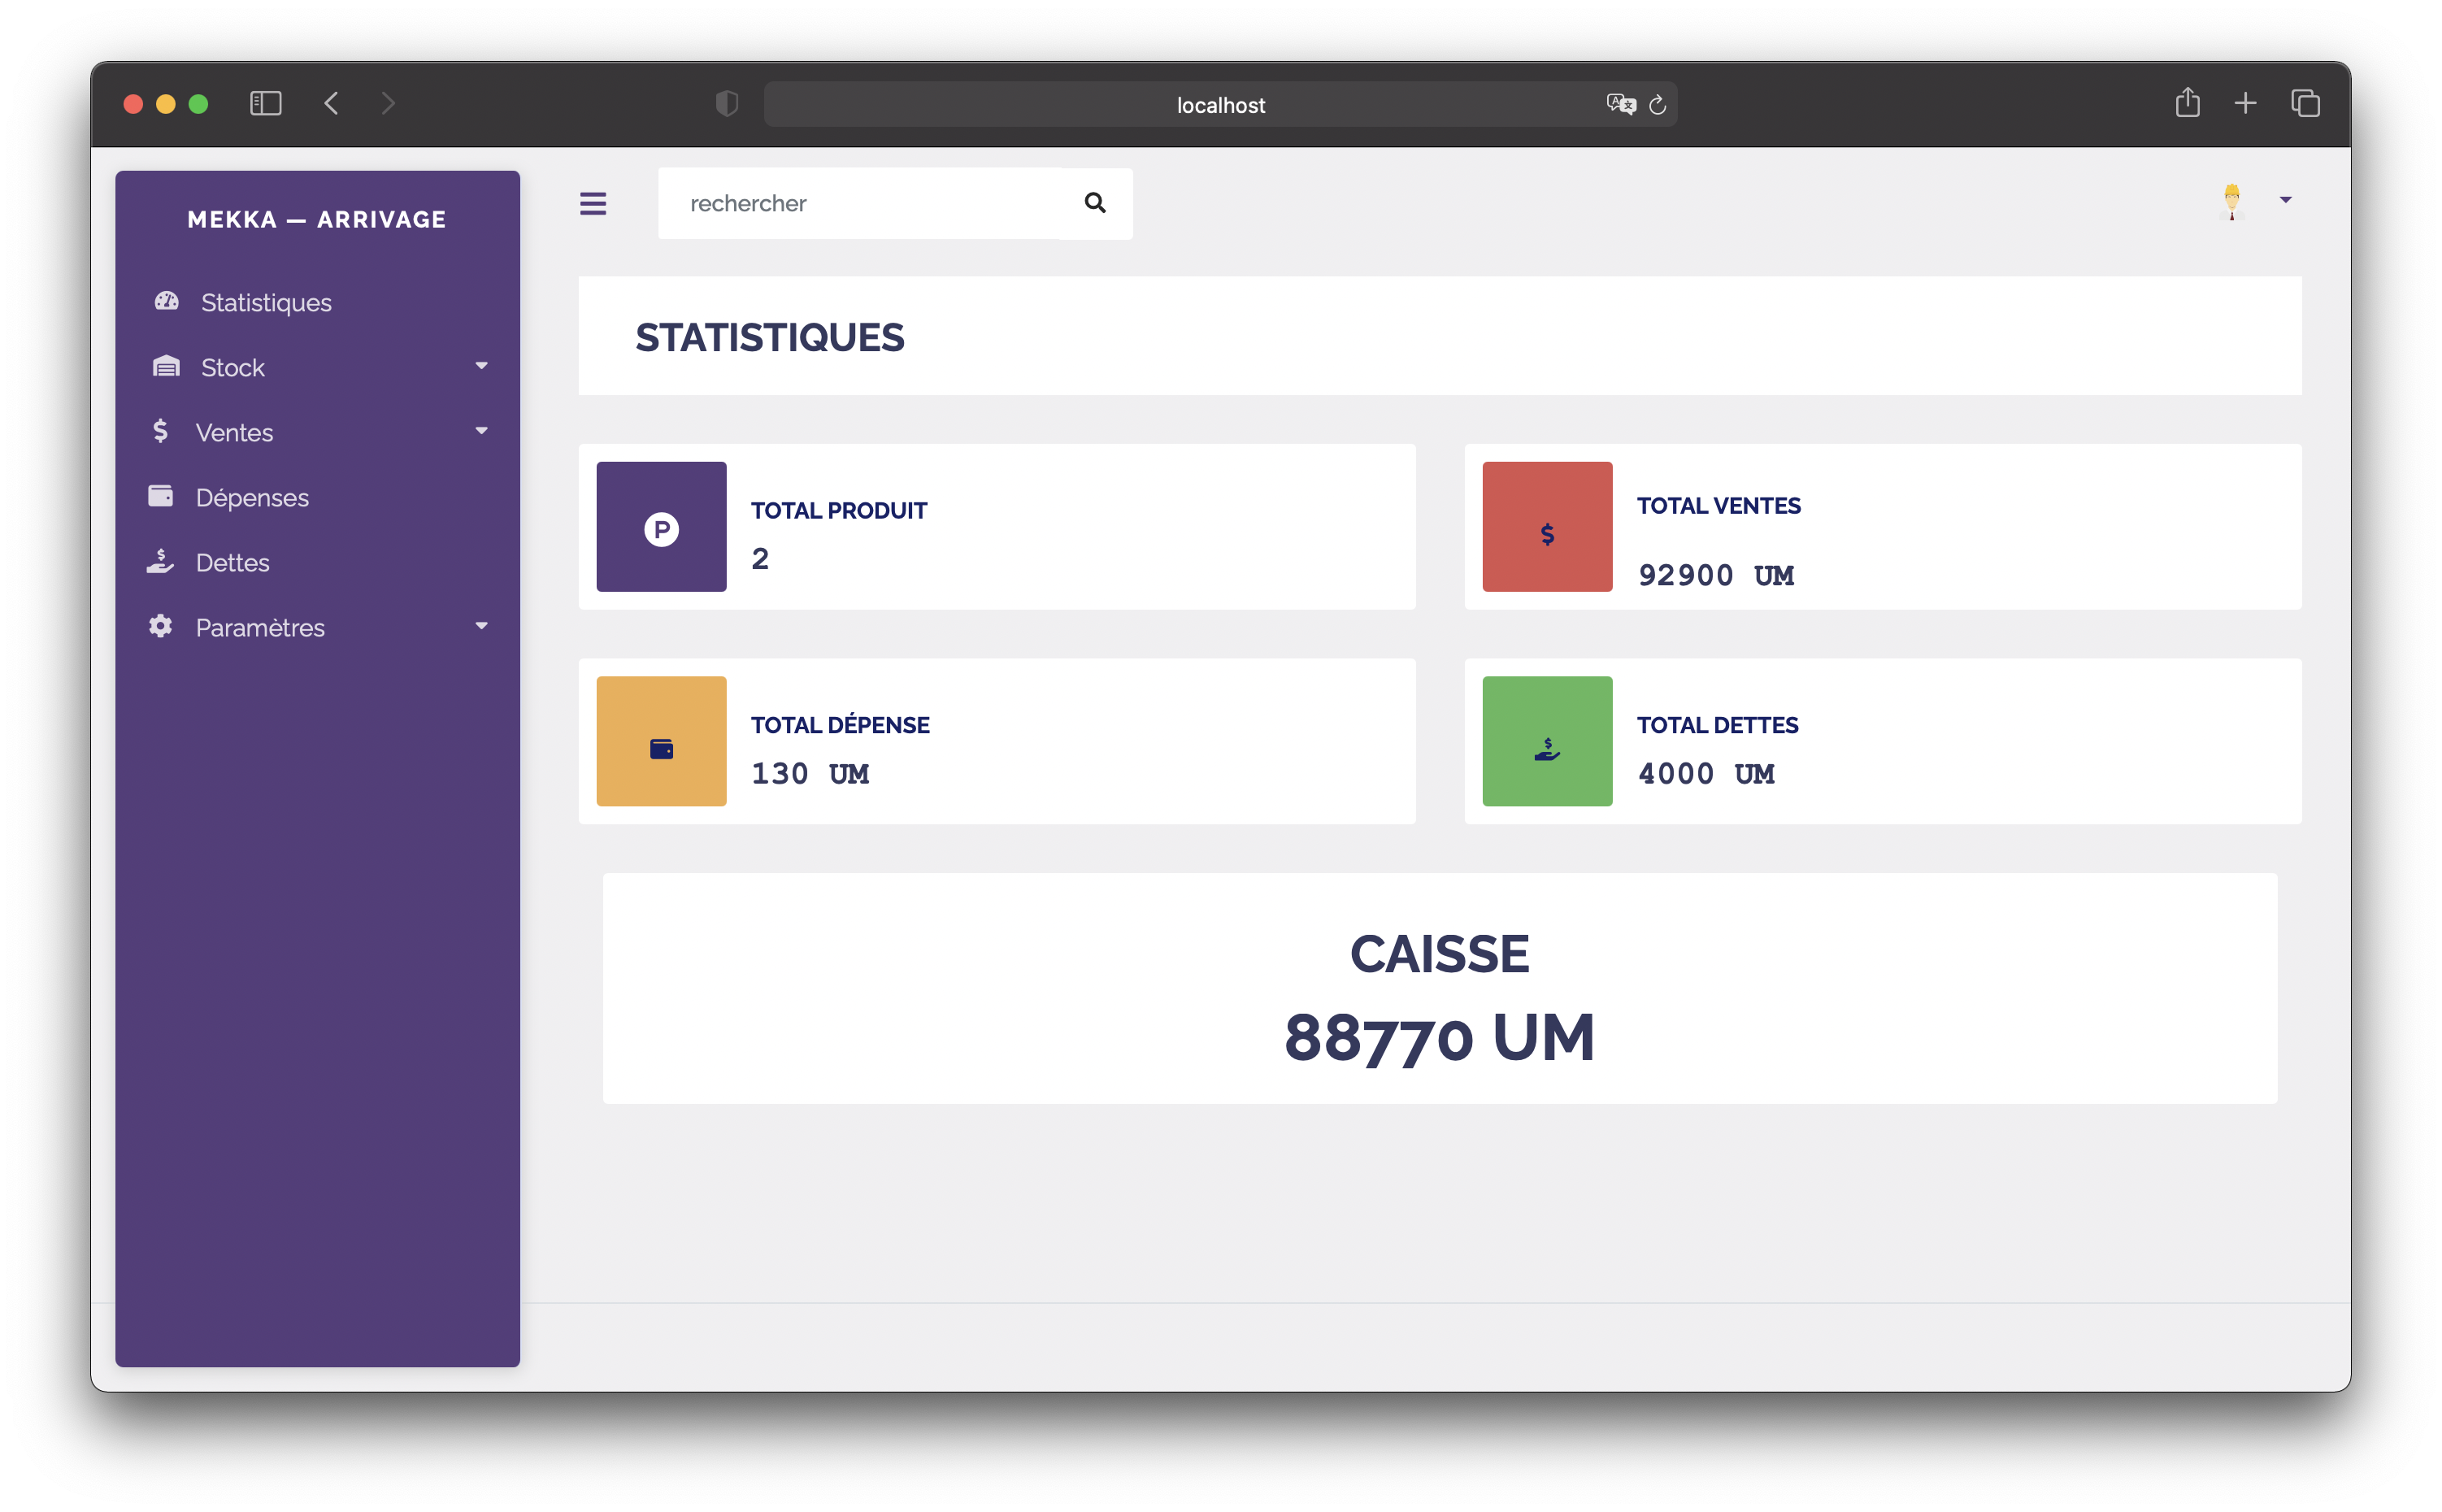 localhost
MEKKA — ARRIVAGE
Statistiques
Stock
Ventes
Dépenses
Dettes
Paramètres
rechercher
STATISTIQUES
TOTAL PRODUIT
2
TOTAL VENTES
92900 UM
TOTAL DÉPENSE
130 UM
TOTAL DETTES
4000 UM
CAISSE
88770 UM